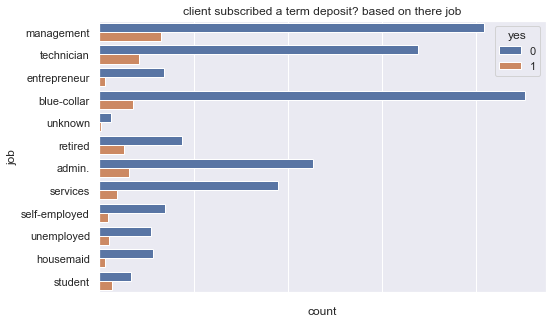 client subscribed a term deposit? based on there job
yes
0
1
management
technician
entrepreneur
blue-collar
unknown
retired
admin.
services
self-employed
unemployed
housemaid
student
job
count